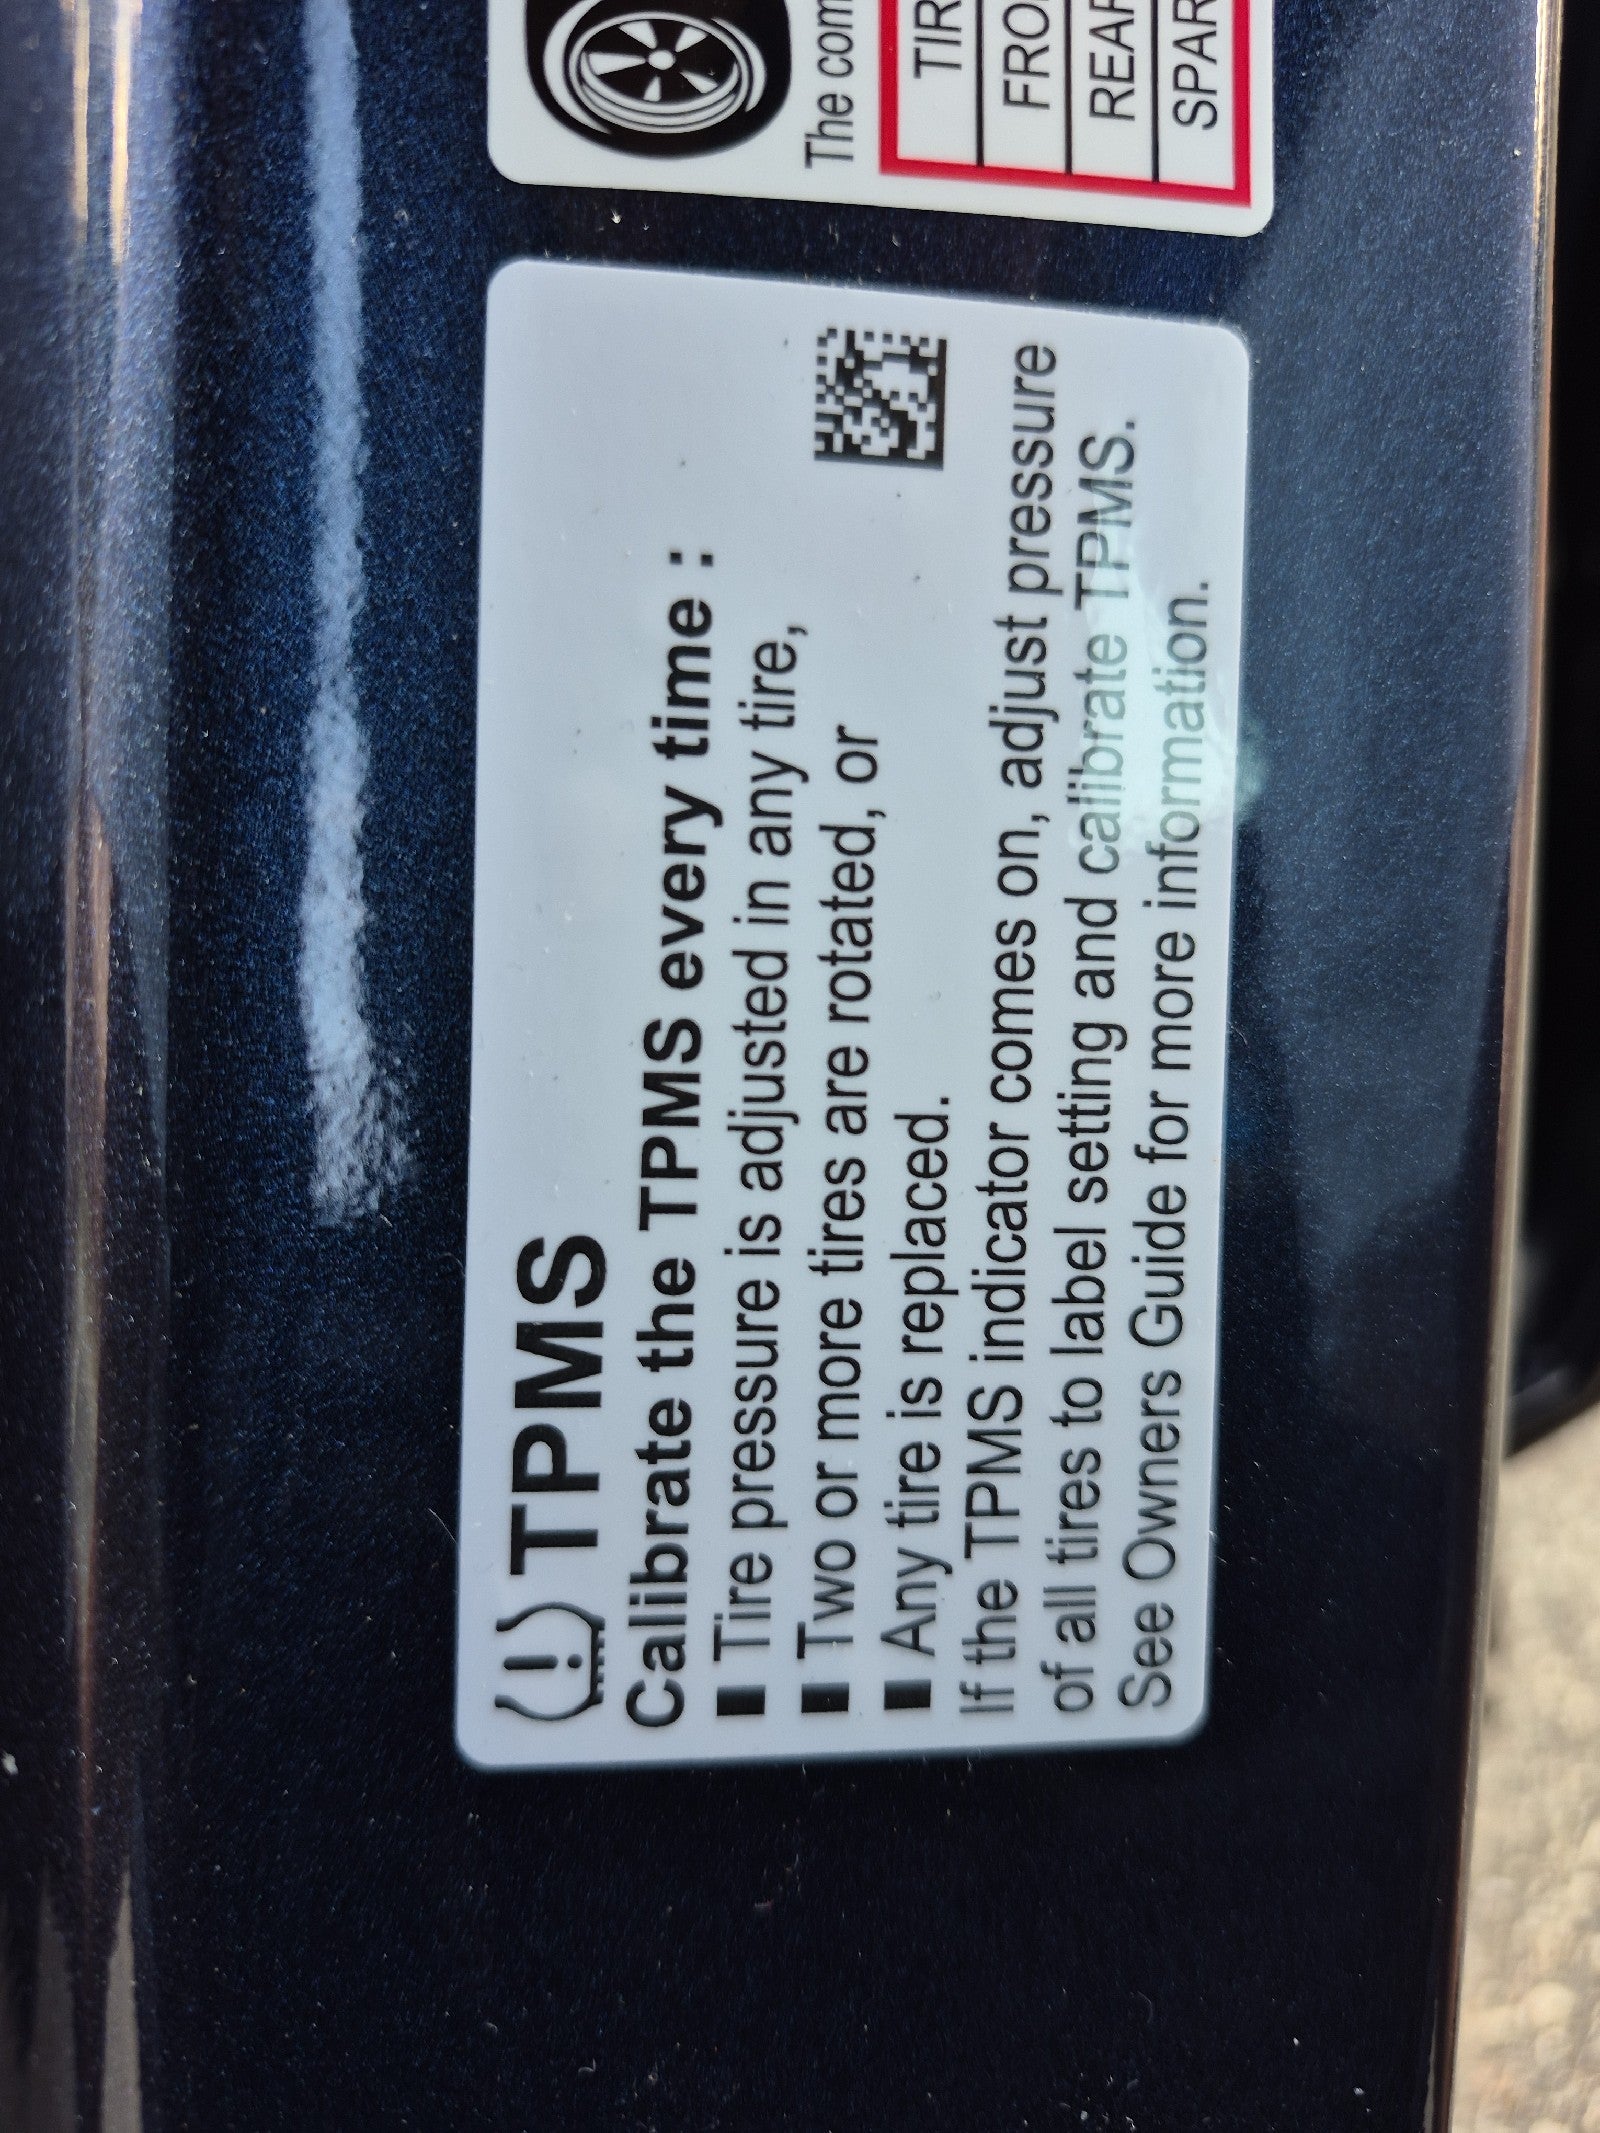 TPMS
Calibrate the TPMS every time :
■ Tire pressure is adjusted in any tire,
■ Two or more tires are rotated, or
■ Any tire is replaced.
If the TPMS indicator comes on, adjust pressure
of all tires to label setting and calibrate TPMS.
See Owners Guide for more information.
The com
TIR
FRO
REAR
SPAR